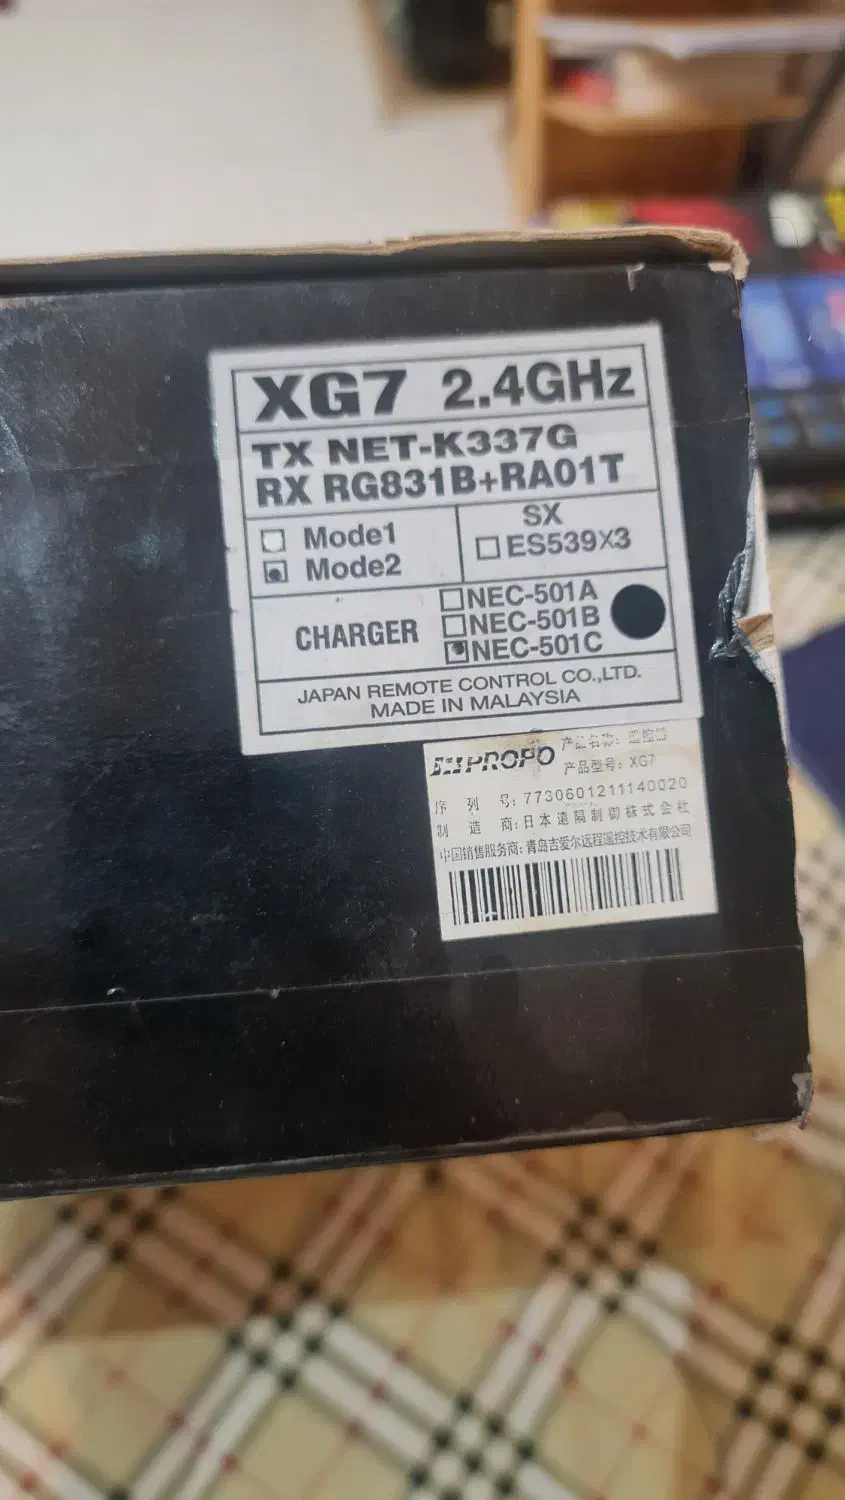 XG7 2.4GHz
TX NET-K337G
RX RG831B+RA01T
Mode1
Mode2
SX
ES539X3
CHARGER
NEC-501A
NEC-501B
NEC-501C
JAPAN REMOTE CONTROL CO.,LTD.
MADE IN MALAYSIA
PROPO
产品名称:
产品型号: XG7
序列号: 7730601211140020
制造商: 日本遠隔制御株式会社
中国销售服务商: 青岛吉爱尔远程遥控技术有限公司